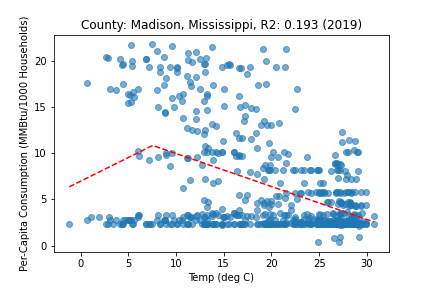 County: Madison, Mississippi, R2: 0.193 (2019)
Per-Capita Consumption (MMBtu/1000 Households)
20
15
10
5
0
0 5 10 15 20 25 30
Temp (deg C)